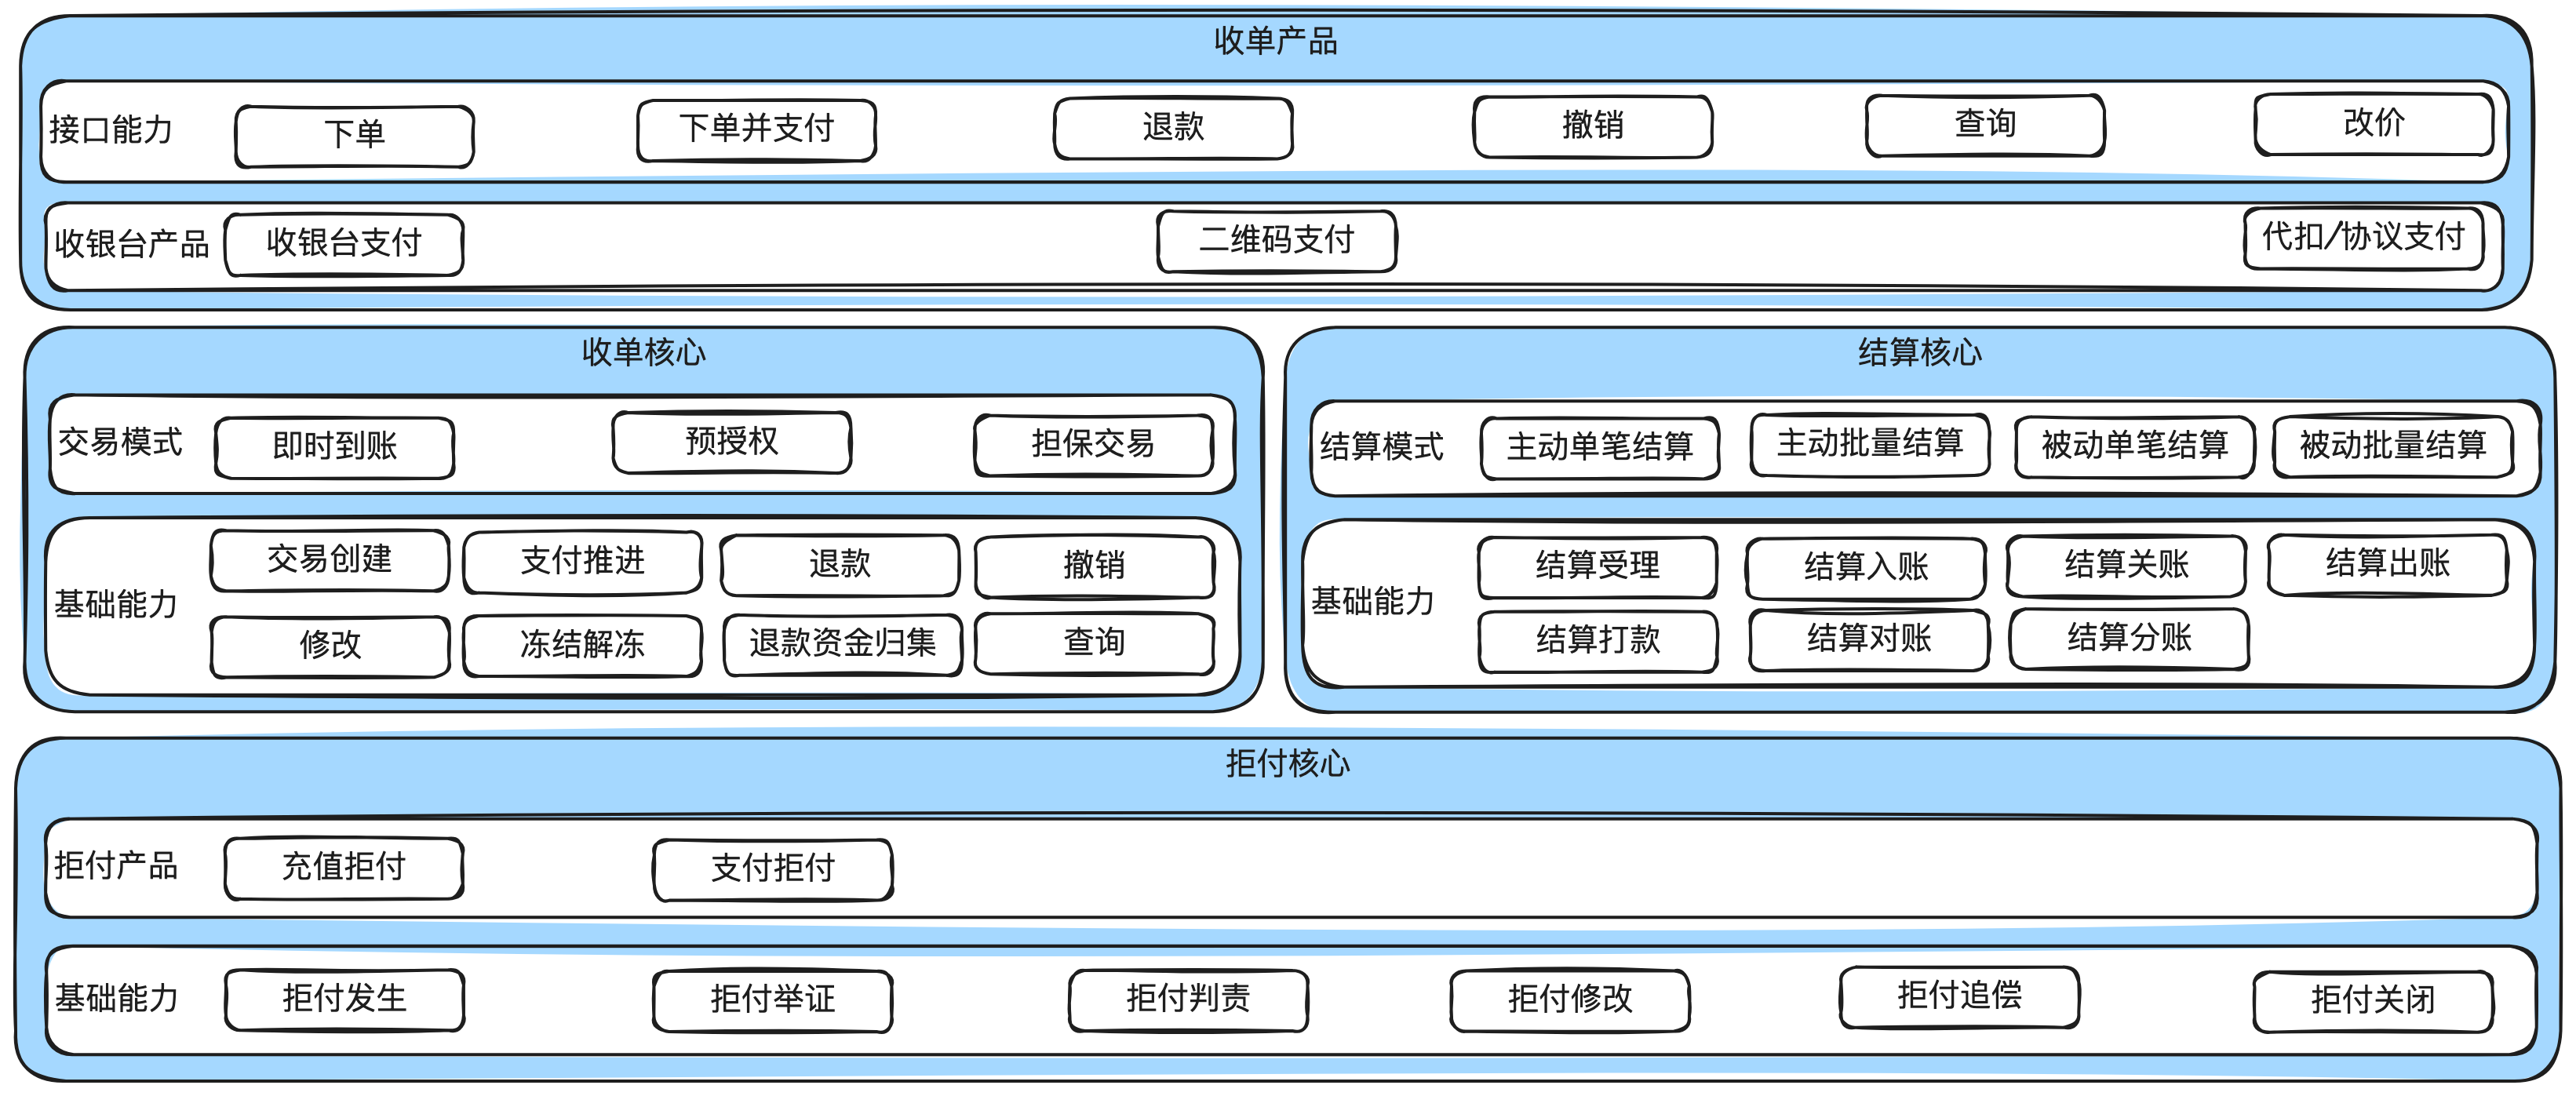 收单产品
接口能力 下单 下单并支付 退款 撤销 查询 改价
收银台产品 收银台支付 二维码支付 代扣/协议支付
收单核心
交易模式 即时到账 预授权 担保交易
基础能力
交易创建 支付推进 退款 撤销
修改 冻结解冻 退款资金归集 查询
结算核心
结算模式 主动单笔结算 主动批量结算 被动单笔结算 被动批量结算
基础能力
结算受理 结算入账 结算关账 结算出账
结算打款 结算对账 结算分账
拒付核心
拒付产品 充值拒付 支付拒付
基础能力 拒付发生 拒付举证 拒付判责 拒付修改 拒付追偿 拒付关闭